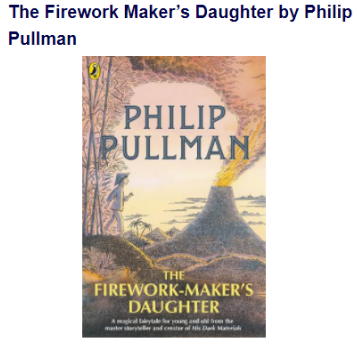 The Firework Maker’s Daughter by Philip
Pullman
PHILIP
PULLMAN
THE
FIREWORK-MAKER'S
DAUGHTER
A magical fairytale for young and old from the
master storyteller and creator of His Dark Materials